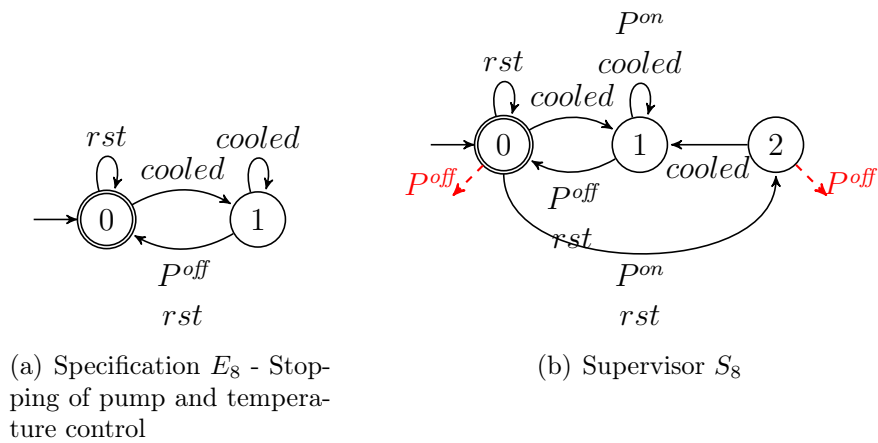 rst
cooled
cooled
0
1
P^off
rst
(a) Specification E_8 - Stop-
ping of pump and tempera-
ture control
P^on
rst
cooled
cooled
0
1
2
P^off
P^off
cooled
P^off
rst
P^on
rst
(b) Supervisor S_8